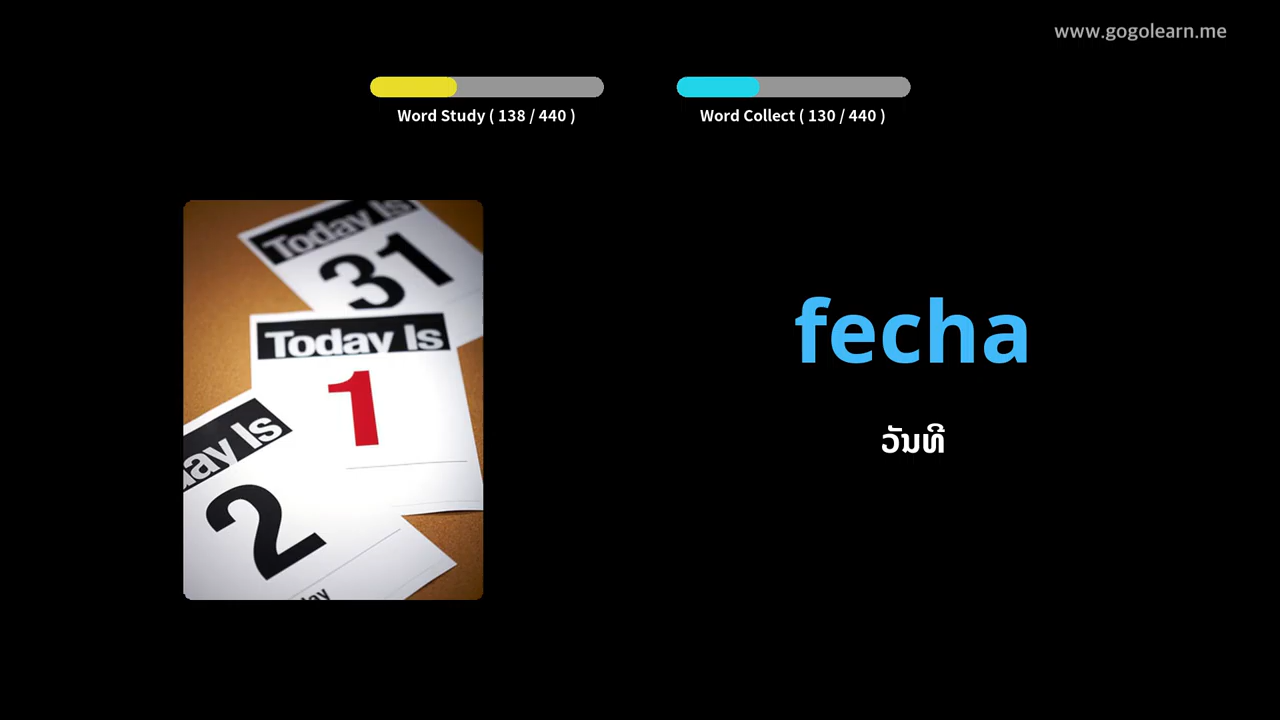 www.gogolearn.me
Word Study ( 138 / 440 )
Word Collect ( 130 / 440 )
Today Is
31
Today Is
1
day Is
2
fecha
ວັນທີ